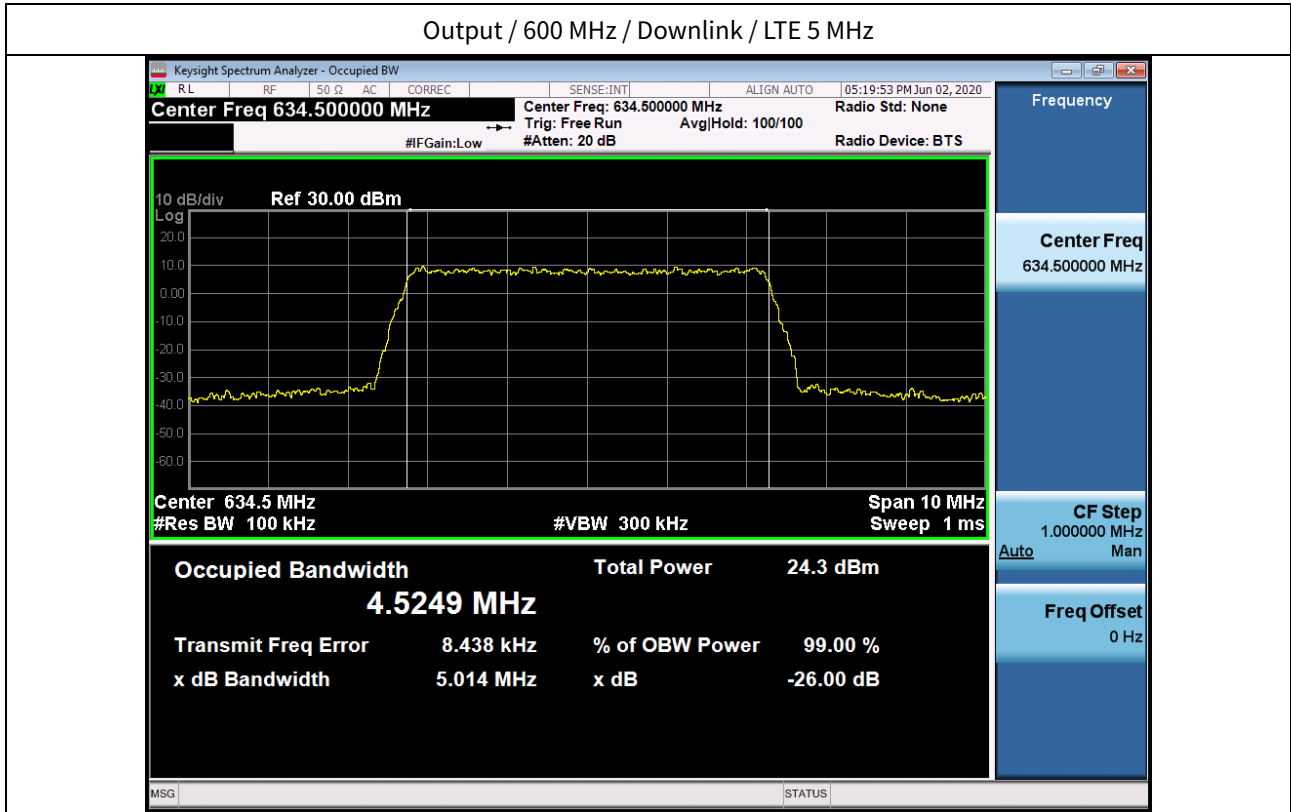 Output / 600 MHz / Downlink / LTE 5 MHz
Keysight Spectrum Analyzer - Occupied BW
LXI RL RF 50 Ω AC CORREC SENSE:INT ALIGN AUTO 05:19:53 PM Jun 02, 2020
Center Freq 634.500000 MHz
Center Freq: 634.500000 MHz Radio Std: None
Trig: Free Run Avg|Hold: 100/100
#IFGain:Low #Atten: 20 dB Radio Device: BTS
10 dB/div Ref 30.00 dBm
Log
20.0
10.0
0.00
-10.0
-20.0
-30.0
-40.0
-50.0
-60.0
Center 634.5 MHz Span 10 MHz
#Res BW 100 kHz #VBW 300 kHz Sweep 1 ms
Occupied Bandwidth Total Power 24.3 dBm
4.5249 MHz
Transmit Freq Error 8.438 kHz % of OBW Power 99.00 %
x dB Bandwidth 5.014 MHz x dB -26.00 dB
MSG STATUS
Frequency
Center Freq
634.500000 MHz
CF Step
1.000000 MHz
Auto Man
Freq Offset
0 Hz